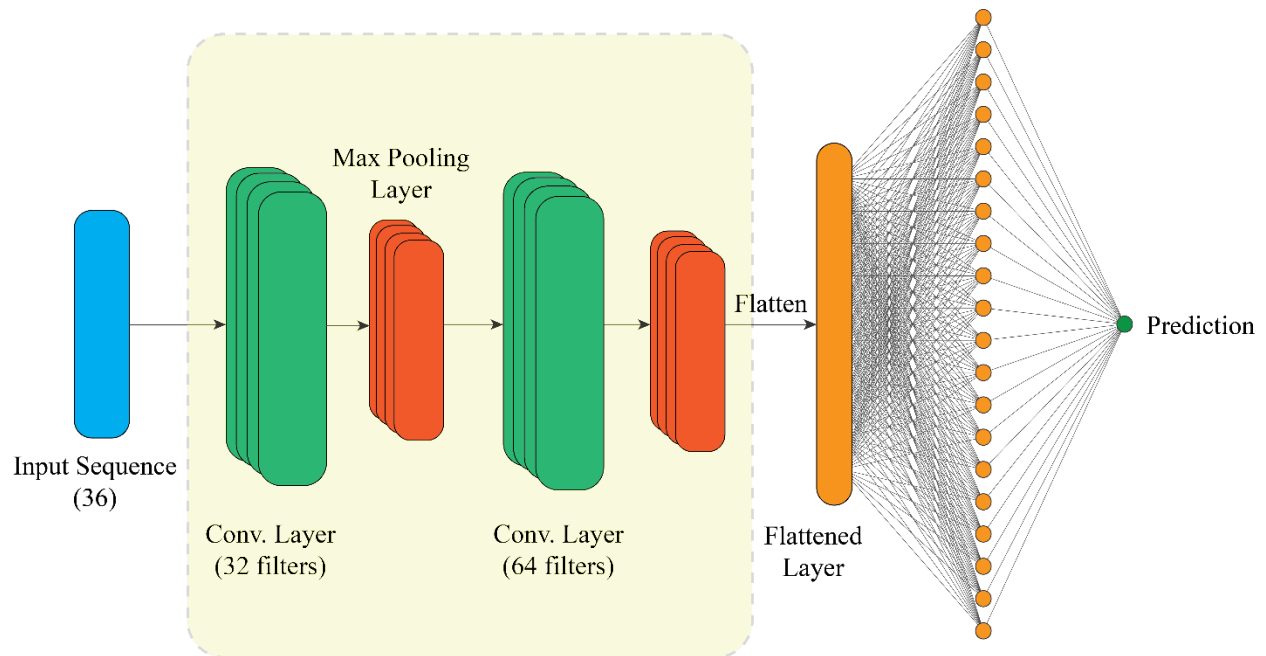 Max Pooling
Layer
Flatten
Prediction
Input Sequence
(36)
Conv. Layer
(32 filters)
Conv. Layer
(64 filters)
Flattened
Layer